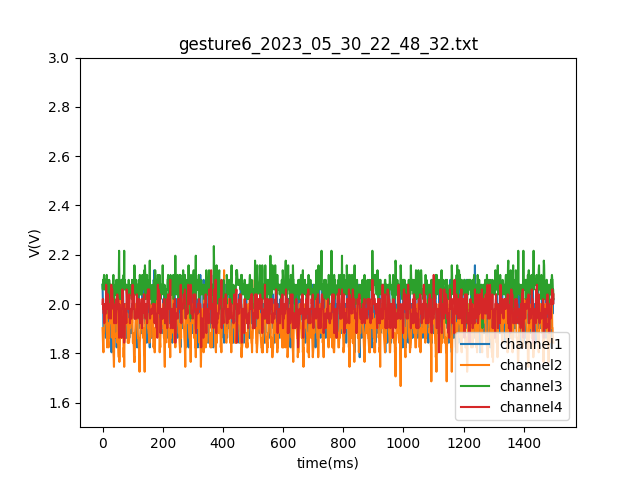 gesture6_2023_05_30_22_48_32.txt
3.0
2.8
2.6
2.4
2.2
2.0
1.8
1.6
V(V)
channel1
channel2
channel3
channel4
0 200 400 600 800 1000 1200 1400
time(ms)